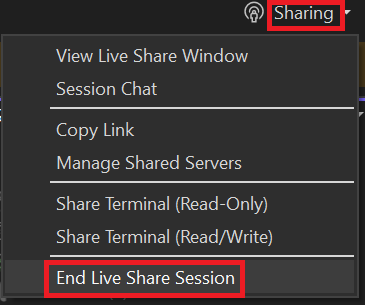 Sharing
View Live Share Window
Session Chat
Copy Link
Manage Shared Servers
Share Terminal (Read-Only)
Share Terminal (Read/Write)
End Live Share Session